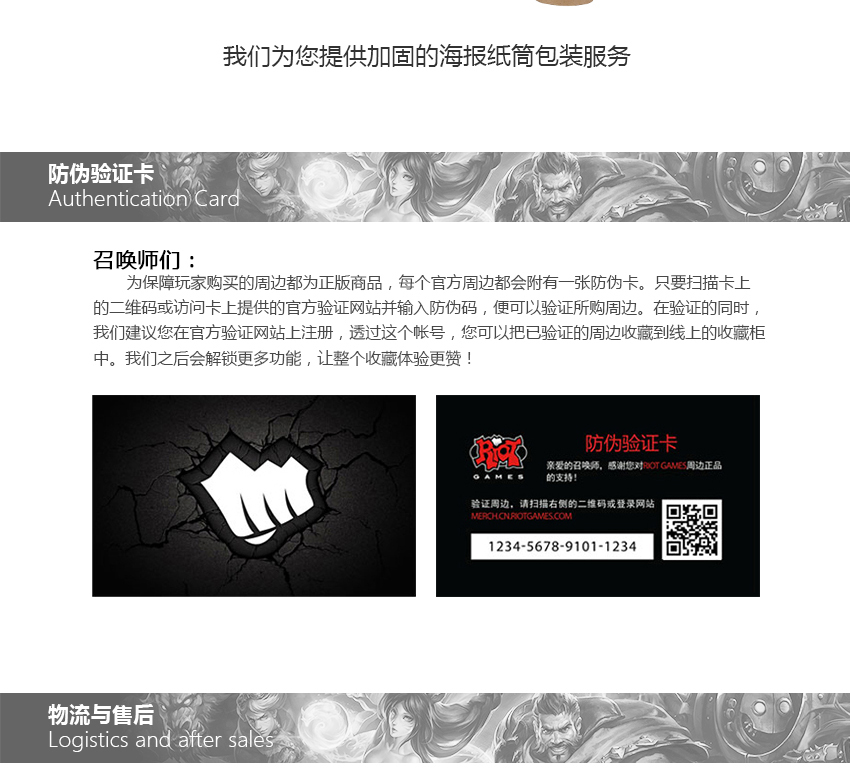 我们为您提供加固的海报纸筒包装服务
防伪验证卡
Authentication Card
召唤师们：
为保障玩家购买的周边都为正版商品，每个官方周边都会附有一张防伪卡。只要扫描卡上
的二维码或访问卡上提供的官方验证网站并输入防伪码，便可以验证所购周边。在验证的同时，
我们建议您在官方验证网站上注册，透过这个帐号，您可以把已验证的周边收藏到线上的收藏柜
中。我们之后会解锁更多功能，让整个收藏体验更赞！
RIOT
GAMES
防伪验证卡
亲爱的召唤师，感谢您对RIOT GAMES周边正品
的支持！
验证周边，请扫描右侧的二维码或登录网站
MERCH.CN.RIOTGAMES.COM
1234-5678-9101-1234
物流与售后
Logistics and after sales